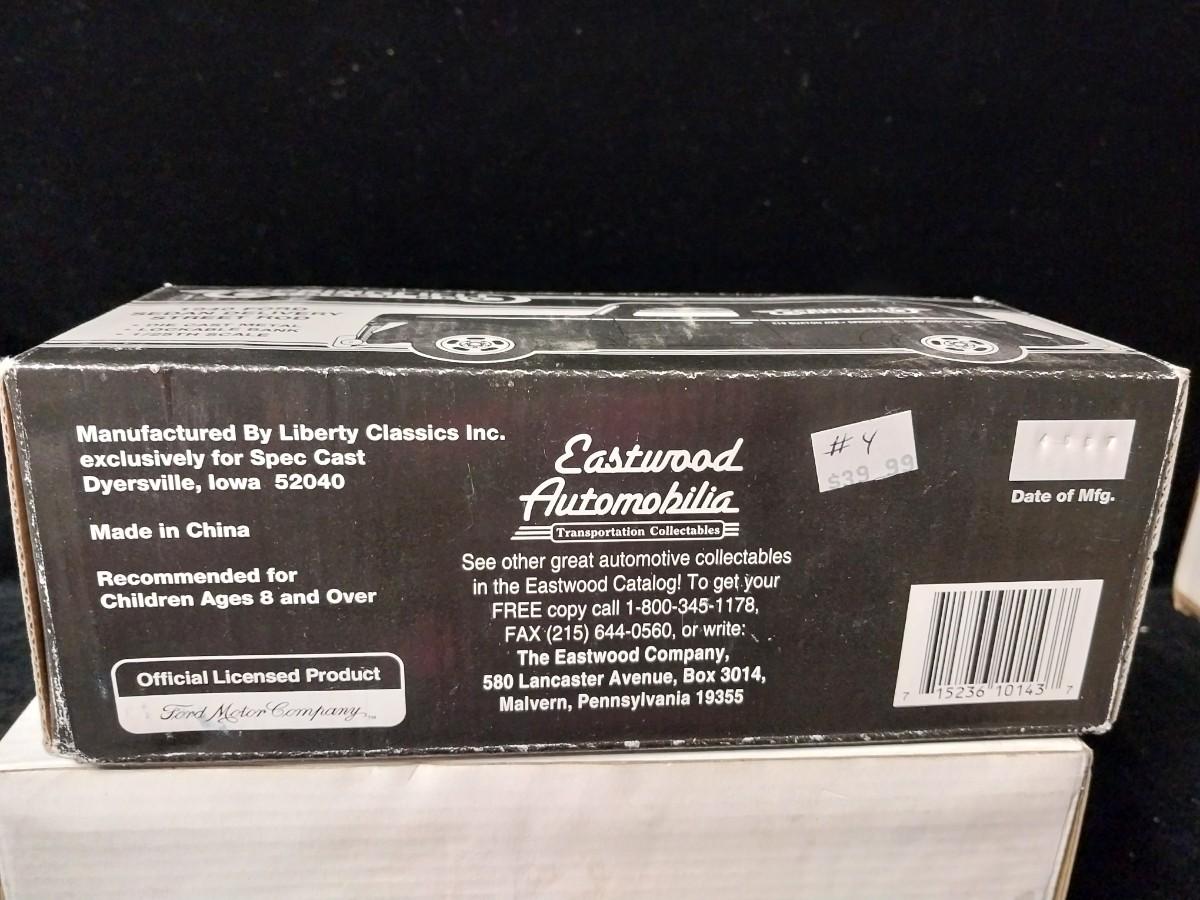 SEDAN DELIVERY
STREET ROD
Manufactured By Liberty Classics Inc.
exclusively for Spec Cast
Dyersville, Iowa 52040
Made in China
Recommended for
Children Ages 8 and Over
Official Licensed Product
Ford Motor Company
Eastwood
Automobilia
Transportation Collectables
See other great automotive collectables
in the Eastwood Catalog! To get your
FREE copy call 1-800-345-1178,
FAX (215) 644-0560, or write:
The Eastwood Company,
580 Lancaster Avenue, Box 3014,
Malvern, Pennsylvania 19355
#4
$39.99
Date of Mfg.
7 15236 10143 7